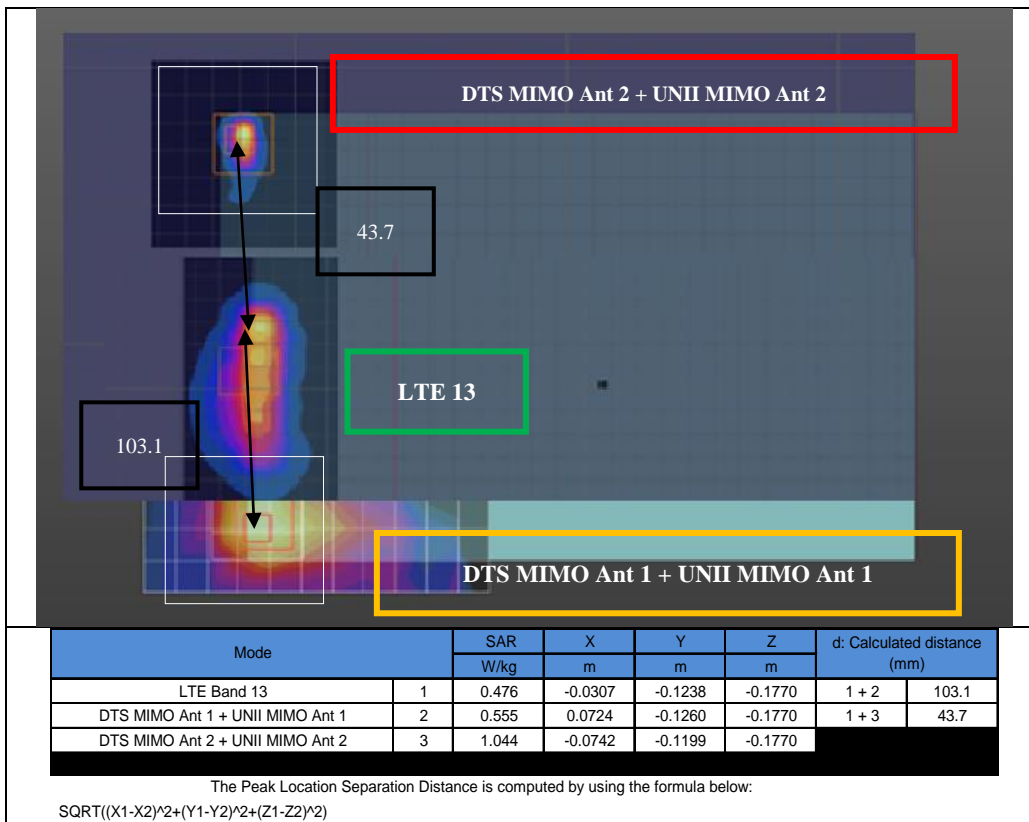 DTS MIMO Ant 2 + UNII MIMO Ant 2
43.7
LTE 13
103.1
DTS MIMO Ant 1 + UNII MIMO Ant 1
Mode SAR X Y Z d: Calculated distance (mm)
W/kg m m m
LTE Band 13 1 0.476 -0.0307 -0.1238 -0.1770 1 + 2 103.1
DTS MIMO Ant 1 + UNII MIMO Ant 1 2 0.555 0.0724 -0.1260 -0.1770 1 + 3 43.7
DTS MIMO Ant 2 + UNII MIMO Ant 2 3 1.044 -0.0742 -0.1199 -0.1770
The Peak Location Separation Distance is computed by using the formula below:
SQRT((X1-X2)^2+(Y1-Y2)^2+(Z1-Z2)^2)